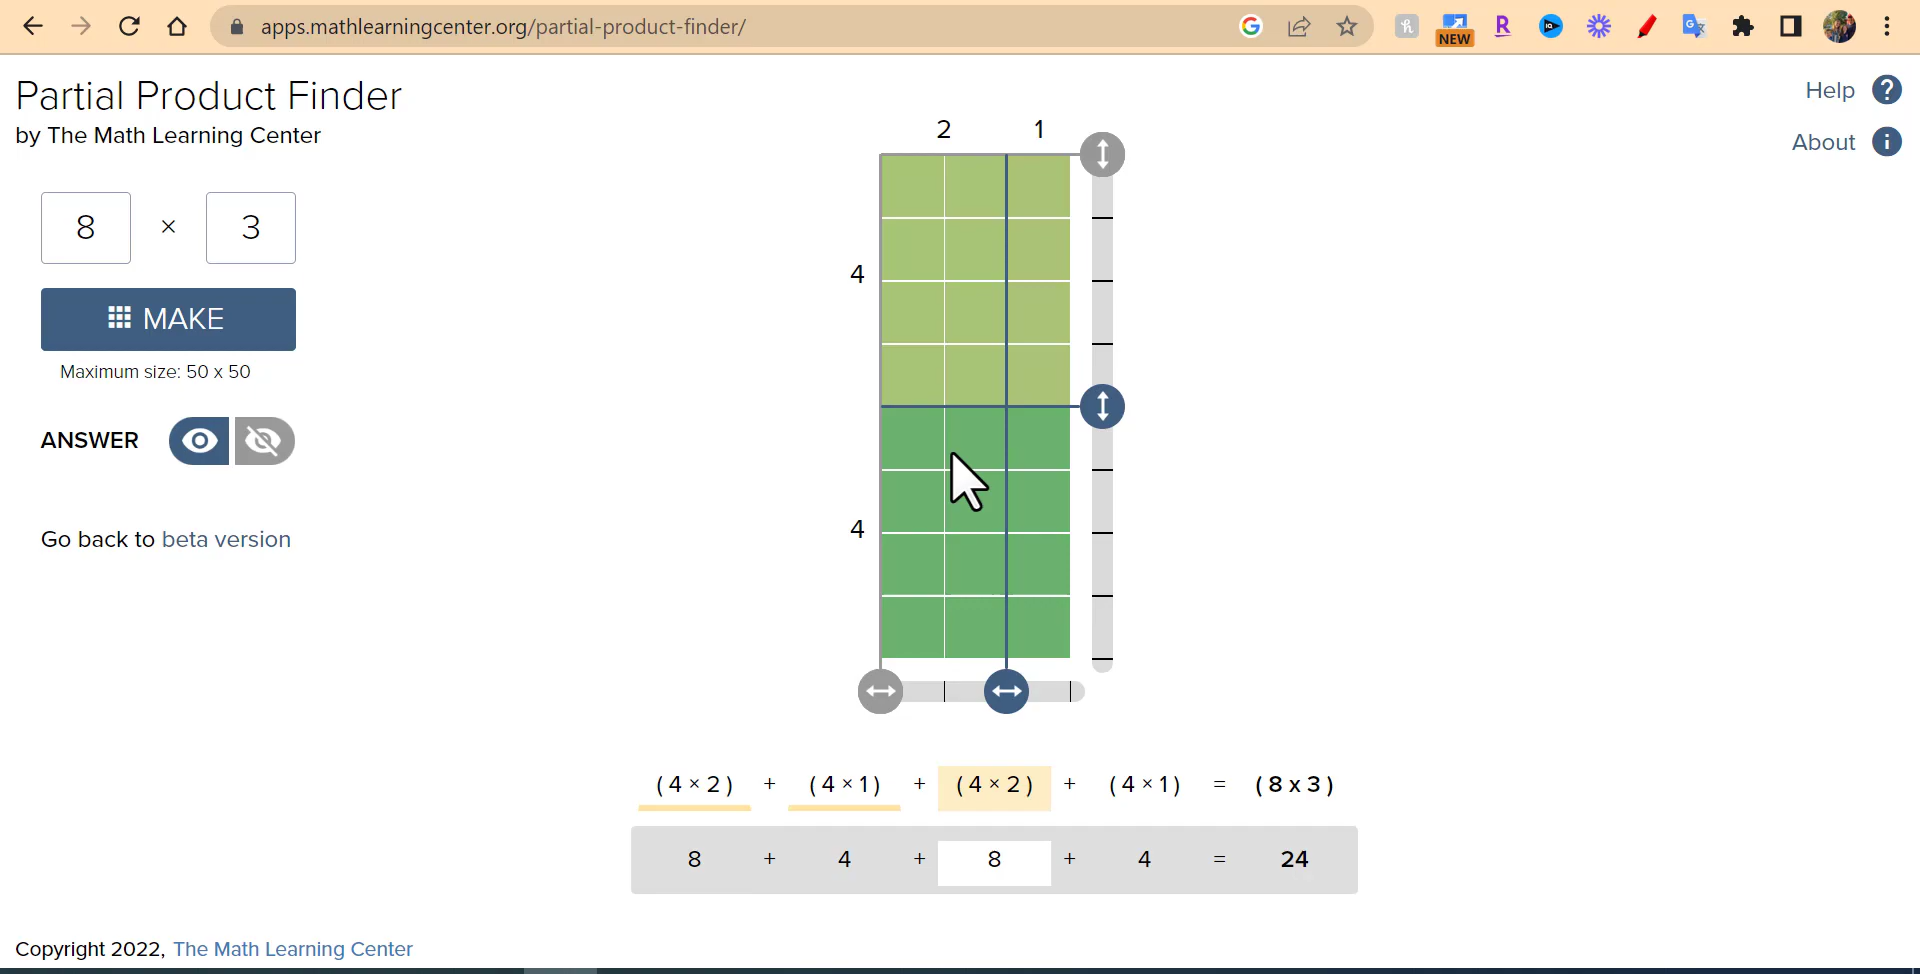 apps.mathlearningcenter.org/partial-product-finder/
NEW
Partial Product Finder
by The Math Learning Center
Help ?
About i
8 × 3
MAKE
Maximum size: 50 x 50
ANSWER
Go back to beta version
2 1
4
4
( 4 × 2 ) + ( 4 × 1 ) + ( 4 × 2 ) + ( 4 × 1 ) = ( 8 x 3 )
8 + 4 + 8 + 4 = 24
Copyright 2022, The Math Learning Center